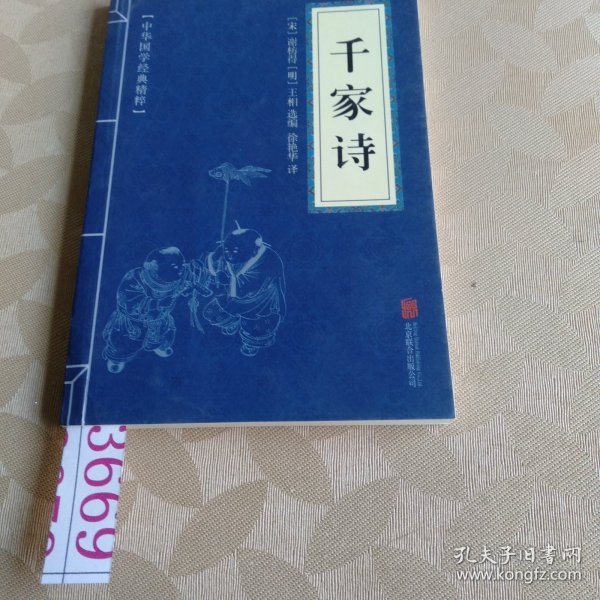 千家诗
[宋]谢枋得 [明]王相 选编 徐艳华 译
【中华国学经典精粹】
北京联合出版公司
3669
孔夫子旧书网
www.kongfz.com